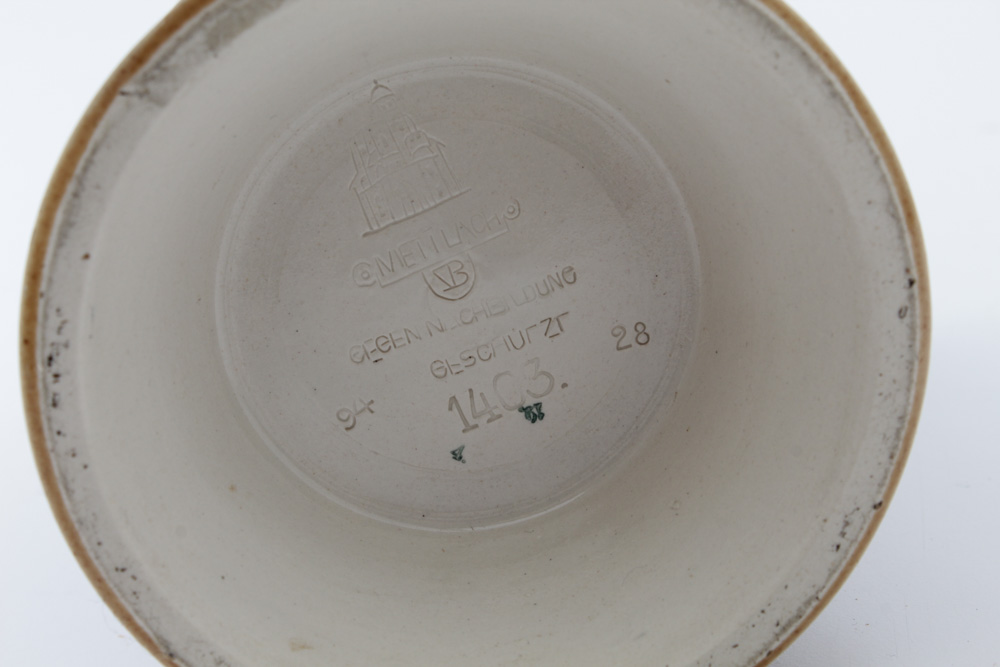 METTLACH
VB
GEGEN NACHBILDUNG
GESCHÜTZT
94 1403. 28